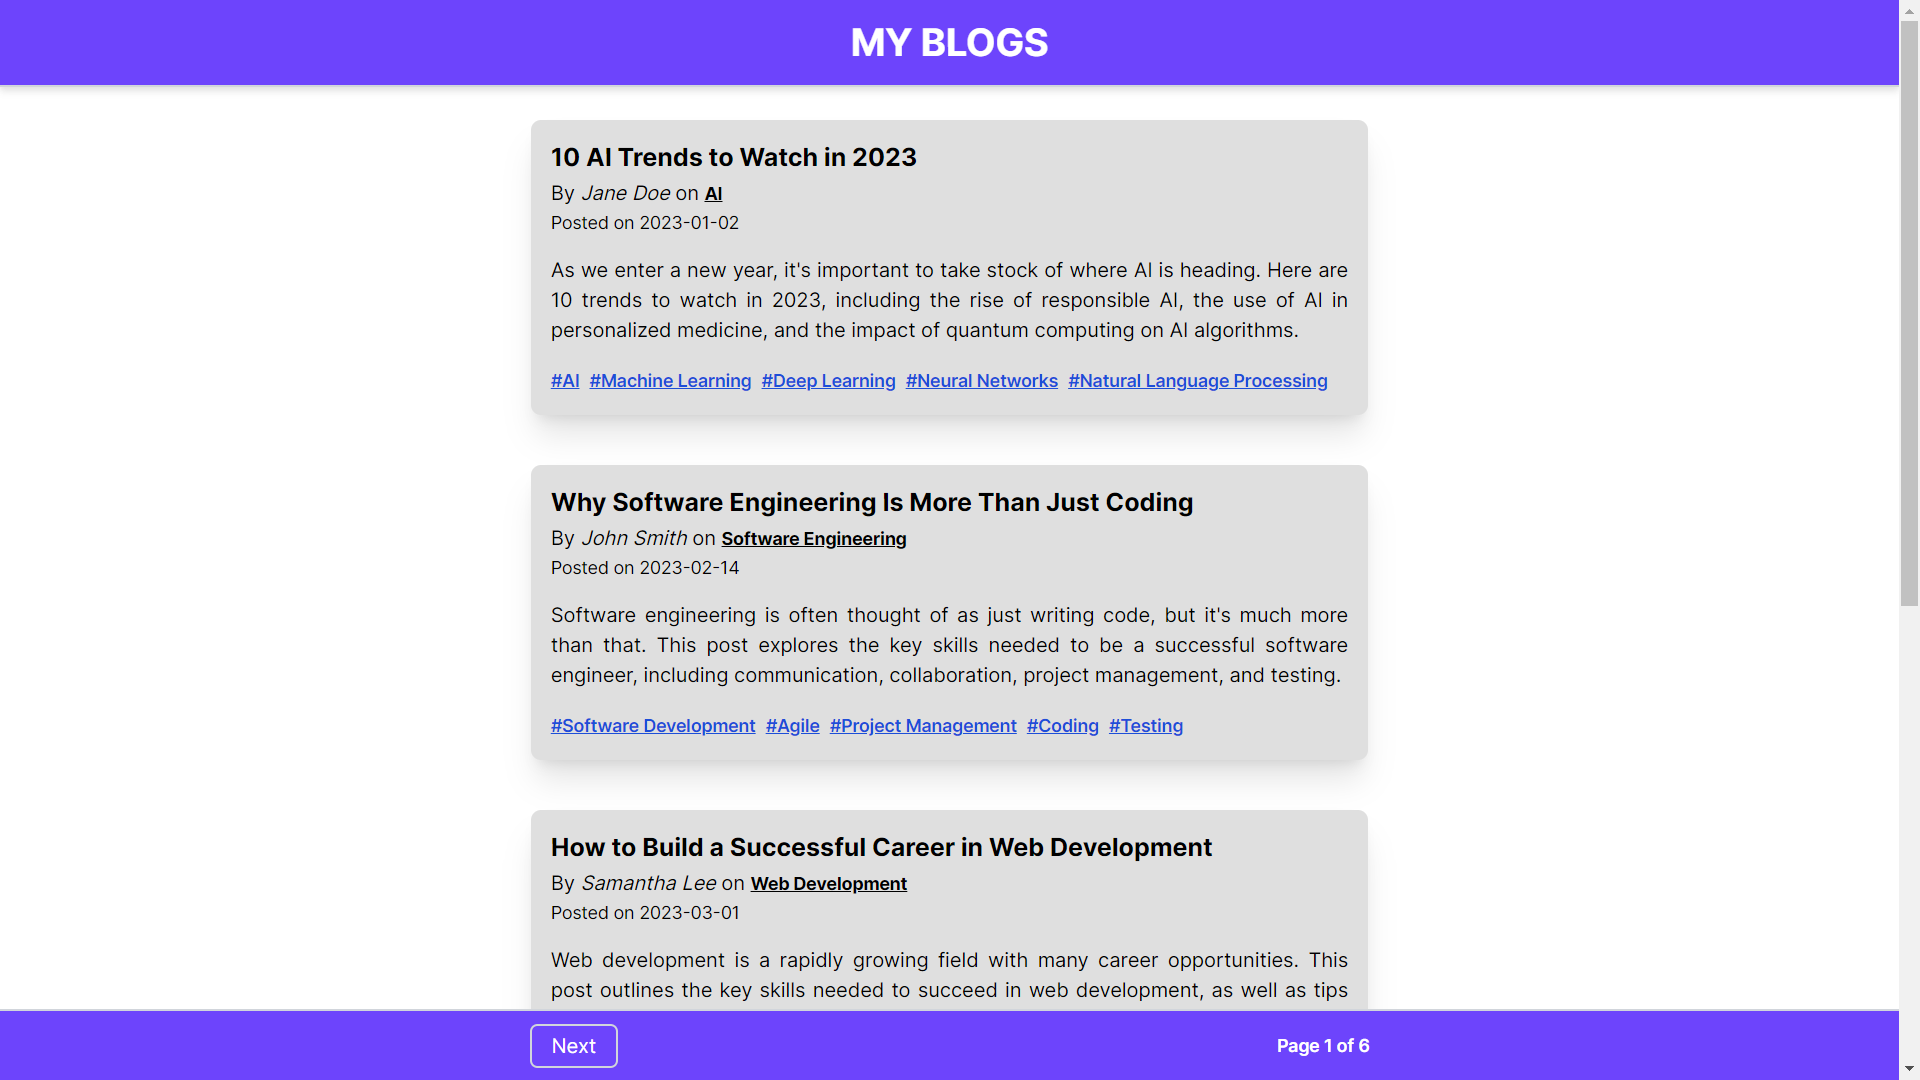 MY BLOGS
10 AI Trends to Watch in 2023
By Jane Doe on AI
Posted on 2023-01-02
As we enter a new year, it's important to take stock of where AI is heading. Here are
10 trends to watch in 2023, including the rise of responsible AI, the use of AI in
personalized medicine, and the impact of quantum computing on AI algorithms.
#AI #Machine Learning #Deep Learning #Neural Networks #Natural Language Processing
Why Software Engineering Is More Than Just Coding
By John Smith on Software Engineering
Posted on 2023-02-14
Software engineering is often thought of as just writing code, but it's much more
than that. This post explores the key skills needed to be a successful software
engineer, including communication, collaboration, project management, and testing.
#Software Development #Agile #Project Management #Coding #Testing
How to Build a Successful Career in Web Development
By Samantha Lee on Web Development
Posted on 2023-03-01
Web development is a rapidly growing field with many career opportunities. This
post outlines the key skills needed to succeed in web development, as well as tips
Next
Page 1 of 6